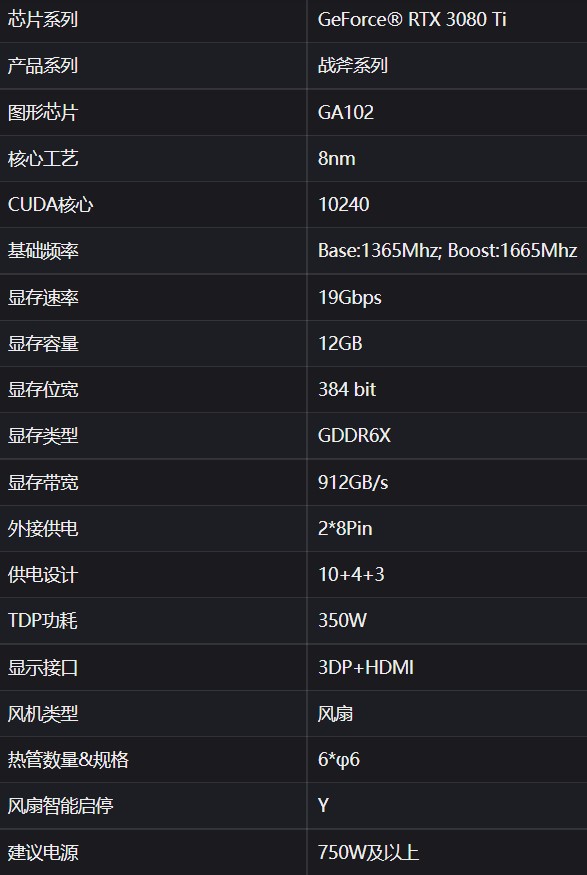 芯片系列 GeForce® RTX 3080 Ti
产品系列 战斧系列
图形芯片 GA102
核心工艺 8nm
CUDA核心 10240
基础频率 Base:1365Mhz; Boost:1665Mhz
显存速率 19Gbps
显存容量 12GB
显存位宽 384 bit
显存类型 GDDR6X
显存带宽 912GB/s
外接供电 2*8Pin
供电设计 10+4+3
TDP功耗 350W
显示接口 3DP+HDMI
风机类型 风扇
热管数量&规格 6*φ6
风扇智能启停 Y
建议电源 750W及以上